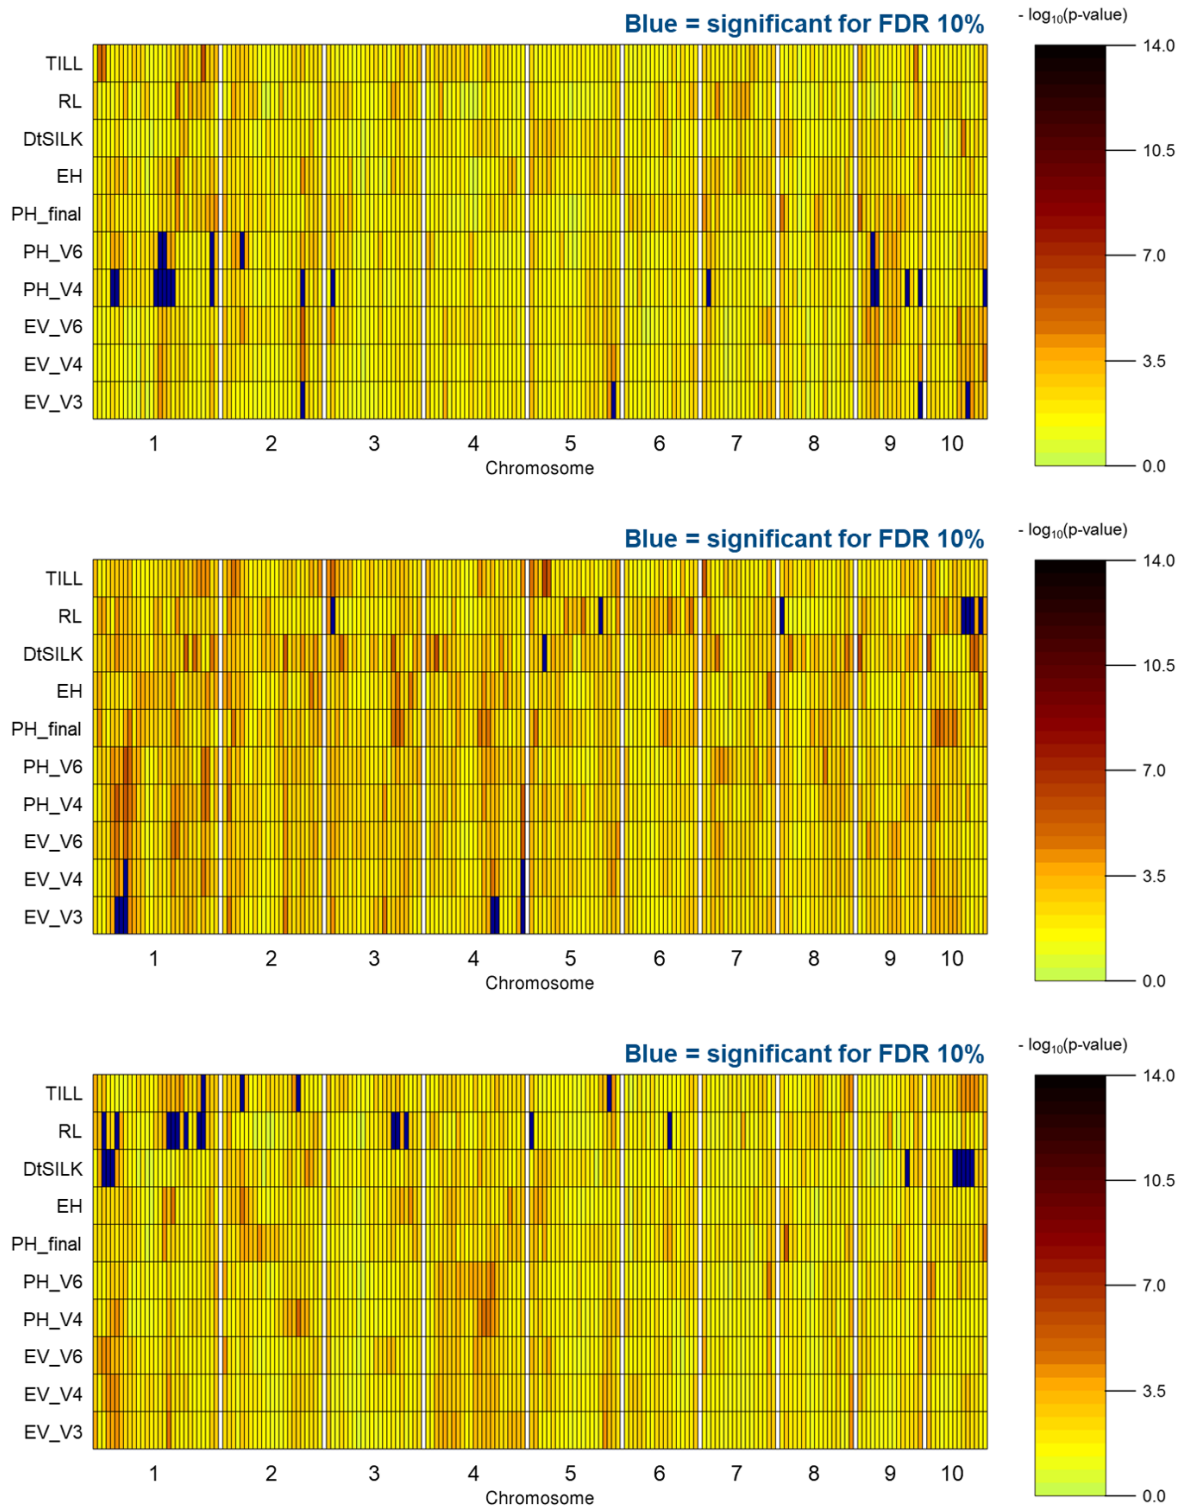 Blue = significant for FDR 10%
- log₁₀(p-value)
TILL
RL
DtSILK
EH
PH_final
PH_V6
PH_V4
EV_V6
EV_V4
EV_V3
1 2 3 4 5 6 7 8 9 10
Chromosome
14.0
10.5
7.0
3.5
0.0
Blue = significant for FDR 10%
- log₁₀(p-value)
TILL
RL
DtSILK
EH
PH_final
PH_V6
PH_V4
EV_V6
EV_V4
EV_V3
1 2 3 4 5 6 7 8 9 10
Chromosome
14.0
10.5
7.0
3.5
0.0
Blue = significant for FDR 10%
- log₁₀(p-value)
TILL
RL
DtSILK
EH
PH_final
PH_V6
PH_V4
EV_V6
EV_V4
EV_V3
1 2 3 4 5 6 7 8 9 10
Chromosome
14.0
10.5
7.0
3.5
0.0